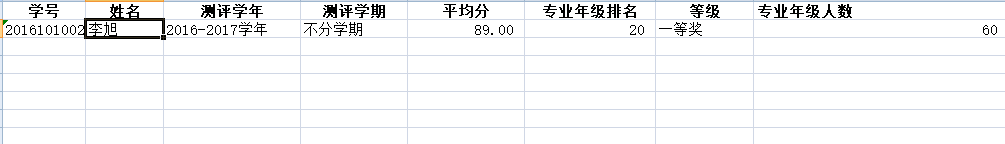 学号 姓名 测评学年 测评学期 平均分 专业年级排名 等级 专业年级人数
2016101002 李旭 2016-2017学年 不分学期 89.00 20 一等奖 60